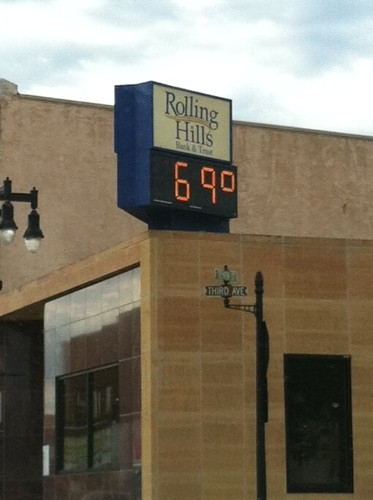 Rolling
Hills
Bank & Trust
69°
THIRD AVE